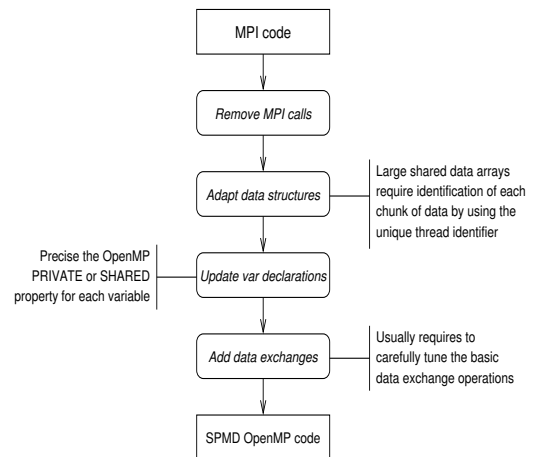 MPI code
Remove MPI calls
Adapt data structures
Large shared data arrays
require identification of each
chunk of data by using the
unique thread identifier
Precise the OpenMP
PRIVATE or SHARED
property for each variable
Update var declarations
Add data exchanges
Usually requires to
carefully tune the basic
data exchange operations
SPMD OpenMP code